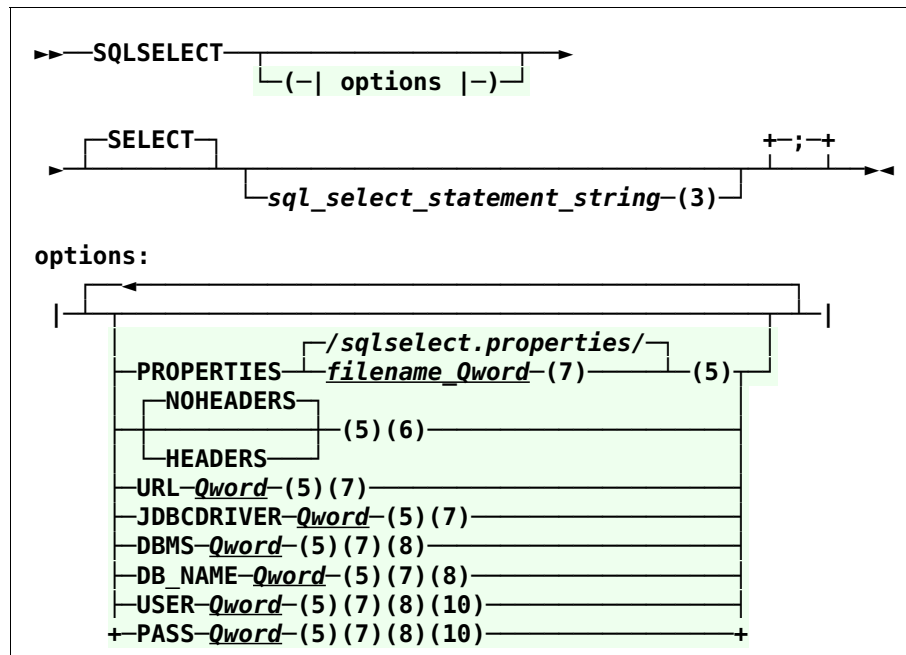 ►►──SQLSELECT──┬───────────────────┬──►
└─(─| options |─)─┘
┌─SELECT─┐ +─;─+
►─┴────────┴─┬──────────────────────────────────┬─┴───┴──►◄
└─sql_select_statement_string─(3)─┘
options:
┌──◄──────────────────────────────────┐
|─┴─┬───────────────────────────────┬─┴─|
┌─/sqlselect.properties/─┐
├─PROPERTIES─┴─filename_Qword─(7)─────┴─(5)─┘
┌─NOHEADERS─┐
├─┼───────────┼─(5)(6)───────────┤
└─HEADERS───┘
├─URL─Qword─(5)(7)───────────────┤
├─JDBCDRIVER─Qword─(5)(7)────────┤
├─DBMS─Qword─(5)(7)(8)───────────┤
├─DB_NAME─Qword─(5)(7)(8)────────┤
├─USER─Qword─(5)(7)(8)(10)───────┤
+─PASS─Qword─(5)(7)(8)(10)───────+